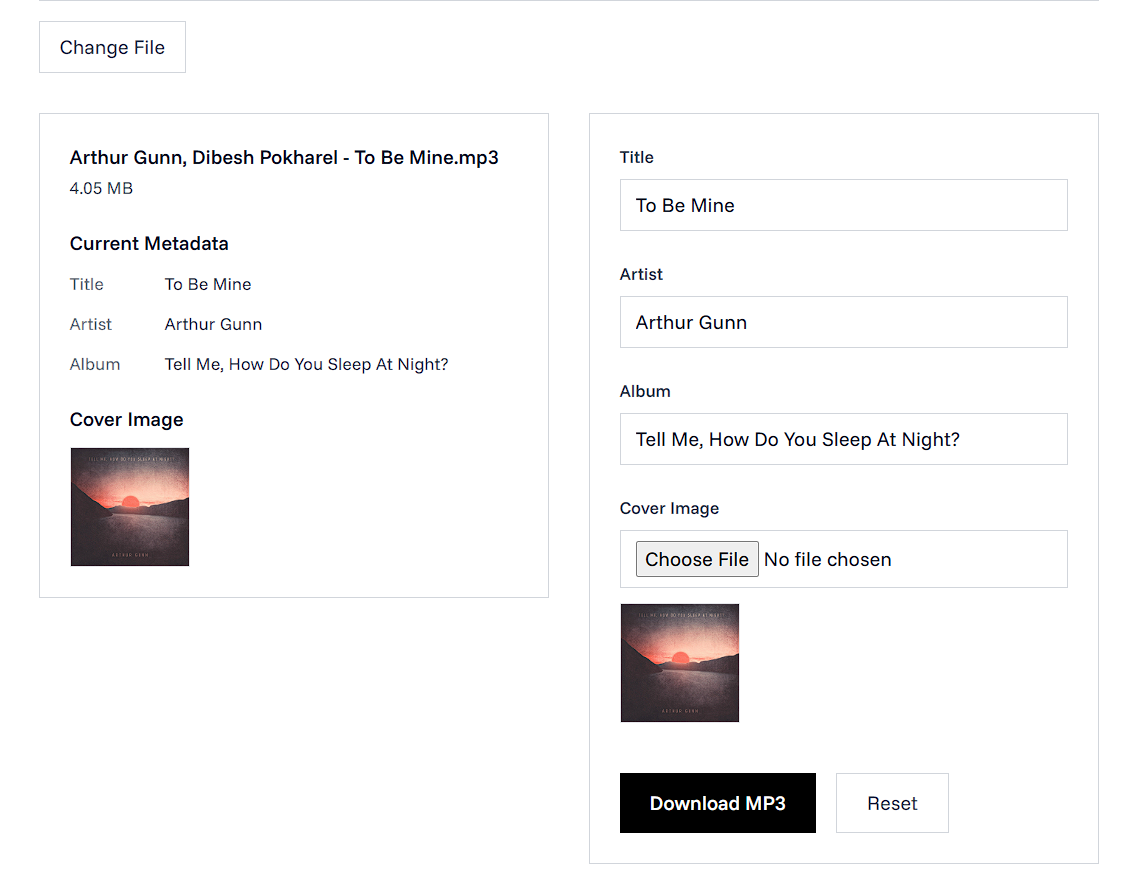 Change File
Arthur Gunn, Dibesh Pokharel - To Be Mine.mp3
4.05 MB
Current Metadata
Title To Be Mine
Artist Arthur Gunn
Album Tell Me, How Do You Sleep At Night?
Cover Image
TELL ME, HOW DO YOU SLEEP AT NIGHT?
ARTHUR GUNN
Title
To Be Mine
Artist
Arthur Gunn
Album
Tell Me, How Do You Sleep At Night?
Cover Image
Choose File No file chosen
TELL ME, HOW DO YOU SLEEP AT NIGHT?
ARTHUR GUNN
Download MP3 Reset